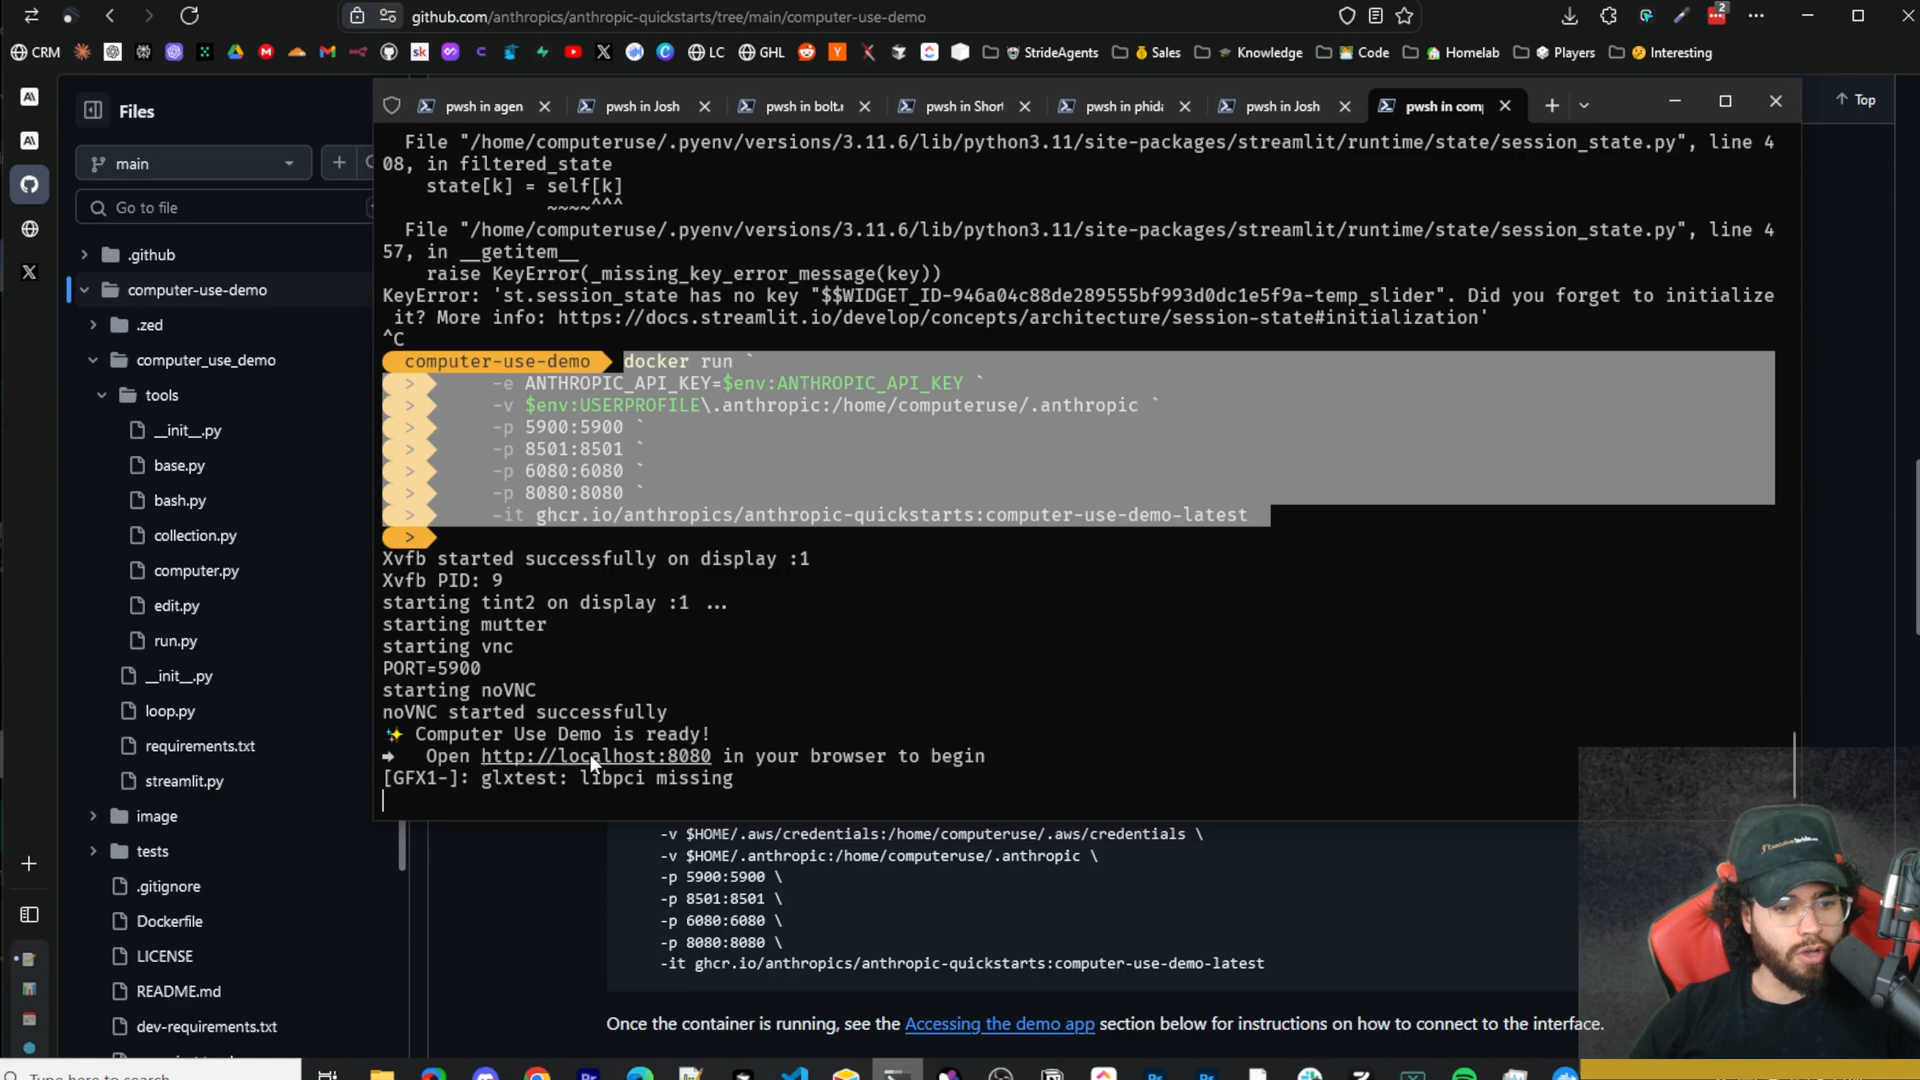 github.com/anthropics/anthropic-quickstarts/tree/main/computer-use-demo
2
CRM
sk
LC
GHL
StrideAgents
Sales
Knowledge
Code
Homelab
Players
Interesting
Files
main
Go to file
.github
computer-use-demo
.zed
computer_use_demo
tools
__init__.py
base.py
bash.py
collection.py
computer.py
edit.py
run.py
__init__.py
loop.py
requirements.txt
streamlit.py
image
tests
.gitignore
Dockerfile
LICENSE
README.md
dev-requirements.txt
Top
pwsh in agen
pwsh in Josh
pwsh in bolt.r
pwsh in Short
pwsh in phida
pwsh in Josh
pwsh in com
File "/home/computeruse/.pyenv/versions/3.11.6/lib/python3.11/site-packages/streamlit/runtime/state/session_state.py", line 4
08, in filtered_state
state[k] = self[k]
~~~~^^^
File "/home/computeruse/.pyenv/versions/3.11.6/lib/python3.11/site-packages/streamlit/runtime/state/session_state.py", line 4
57, in __getitem__
raise KeyError(_missing_key_error_message(key))
KeyError: 'st.session_state has no key "$$WIDGET_ID-946a04c88de289555bf993d0dc1e5f9a-temp_slider". Did you forget to initialize
it? More info: https://docs.streamlit.io/develop/concepts/architecture/session-state#initialization'
^C
computer-use-demo docker run `
> -e ANTHROPIC_API_KEY=$env:ANTHROPIC_API_KEY `
> -v $env:USERPROFILE\.anthropic:/home/computeruse/.anthropic `
> -p 5900:5900 `
> -p 8501:8501 `
> -p 6080:6080 `
> -p 8080:8080 `
> -it ghcr.io/anthropics/anthropic-quickstarts:computer-use-demo-latest
>
Xvfb started successfully on display :1
Xvfb PID: 9
starting tint2 on display :1 ...
starting mutter
starting vnc
PORT=5900
starting noVNC
noVNC started successfully
✨ Computer Use Demo is ready!
➜ Open http://localhost:8080 in your browser to begin
[GFX1-]: glxtest: libpci missing
-v $HOME/.aws/credentials:/home/computeruse/.aws/credentials \
-v $HOME/.anthropic:/home/computeruse/.anthropic \
-p 5900:5900 \
-p 8501:8501 \
-p 6080:6080 \
-p 8080:8080 \
-it ghcr.io/anthropics/anthropic-quickstarts:computer-use-demo-latest
Once the container is running, see the Accessing the demo app section below for instructions on how to connect to the interface.
Type here to search